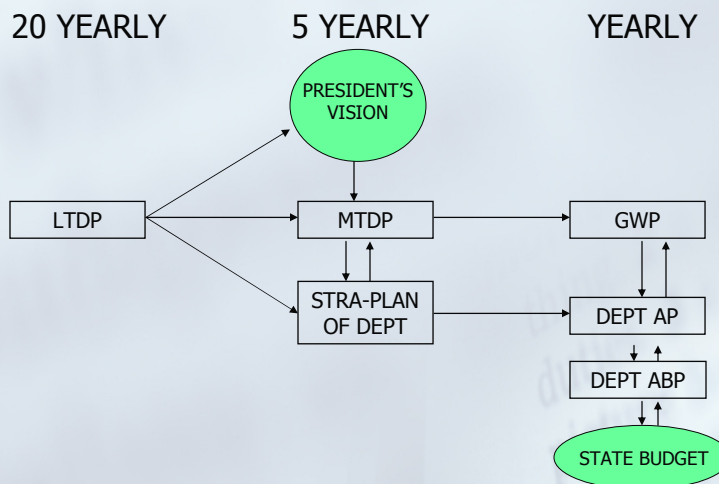 20 YEARLY
5 YEARLY
YEARLY
PRESIDENT'S
VISION
LTDP
MTDP
GWP
STRA-PLAN
OF DEPT
DEPT AP
DEPT ABP
STATE BUDGET